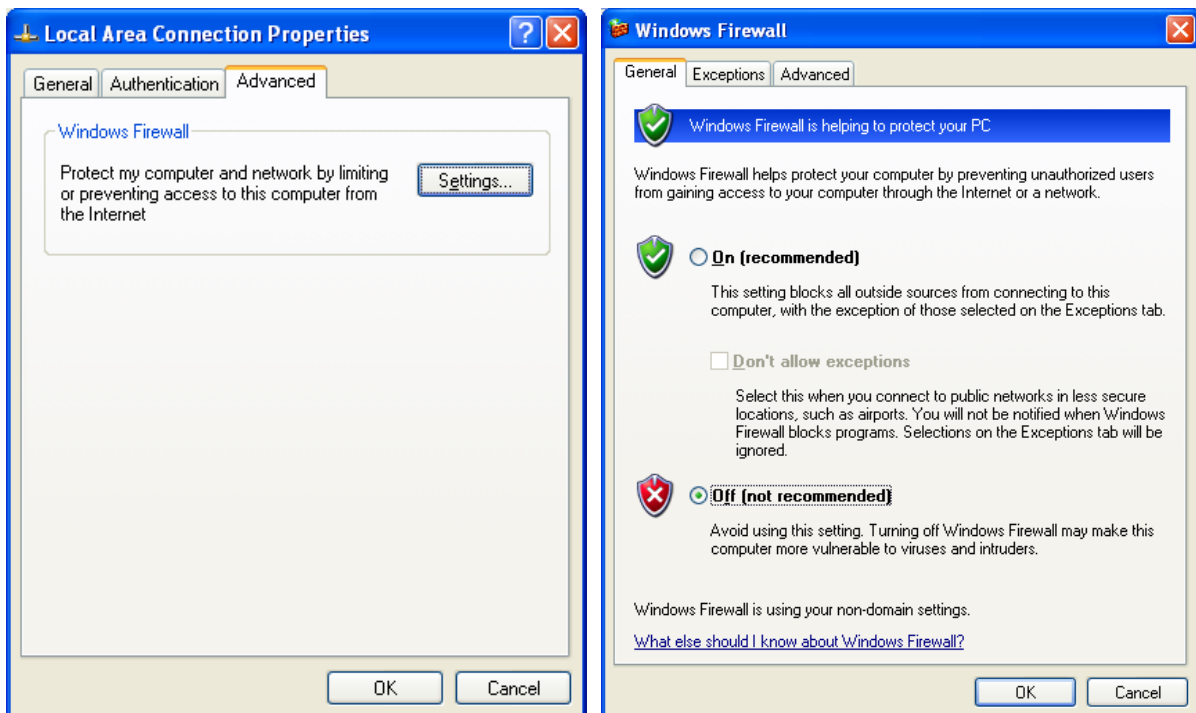 Local Area Connection Properties
General Authentication Advanced
Windows Firewall
Protect my computer and network by limiting
or preventing access to this computer from
the Internet
Settings...
OK Cancel
Windows Firewall
General Exceptions Advanced
Windows Firewall is helping to protect your PC
Windows Firewall helps protect your computer by preventing unauthorized users
from gaining access to your computer through the Internet or a network.
On (recommended)
This setting blocks all outside sources from connecting to this
computer, with the exception of those selected on the Exceptions tab.
Don't allow exceptions
Select this when you connect to public networks in less secure
locations, such as airports. You will not be notified when Windows
Firewall blocks programs. Selections on the Exceptions tab will be
ignored.
Off (not recommended)
Avoid using this setting. Turning off Windows Firewall may make this
computer more vulnerable to viruses and intruders.
Windows Firewall is using your non-domain settings.
What else should I know about Windows Firewall?
OK Cancel